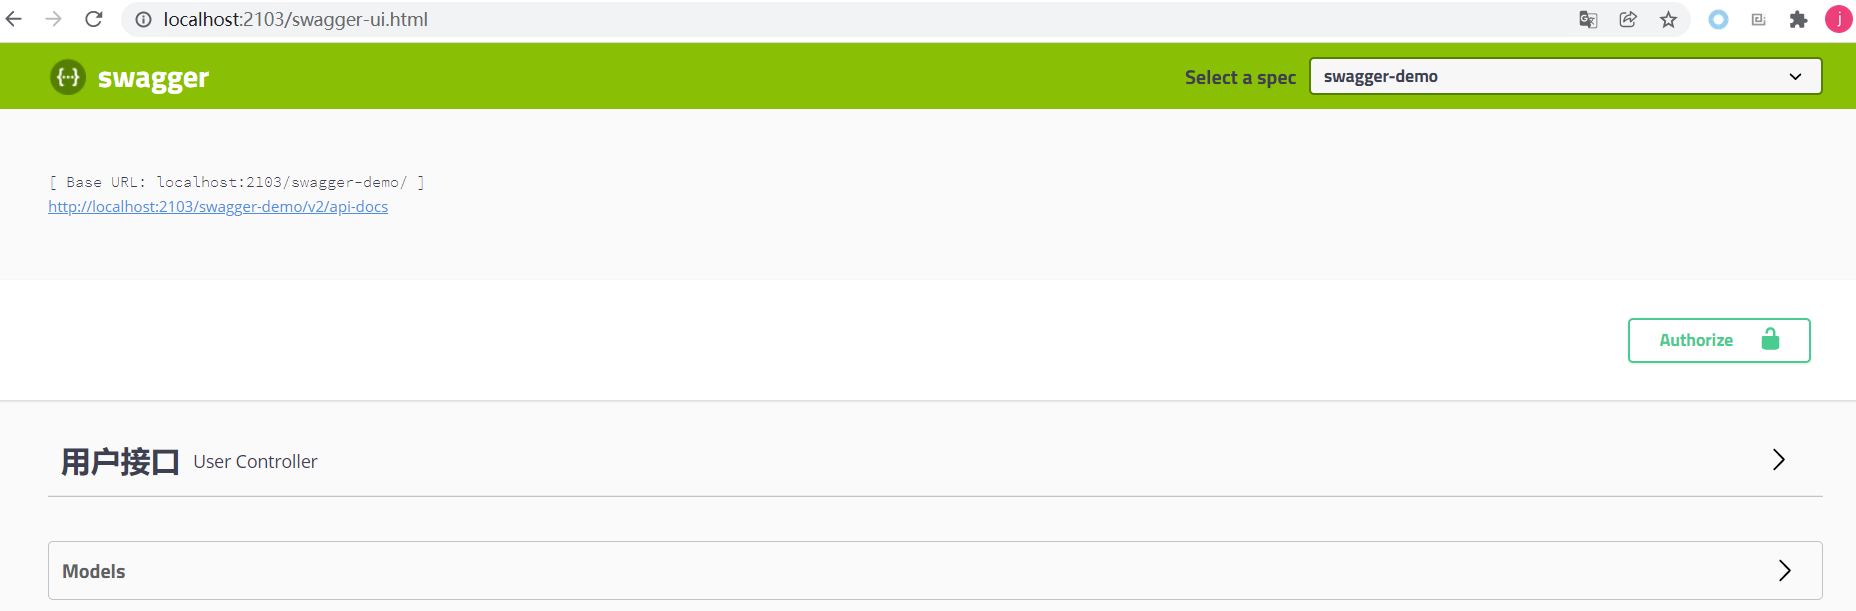 localhost:2103/swagger-ui.html
j
{···} swagger
Select a spec
swagger-demo
[ Base URL: localhost:2103/swagger-demo/ ]
http://localhost:2103/swagger-demo/v2/api-docs
Authorize
用户接口 User Controller
Models